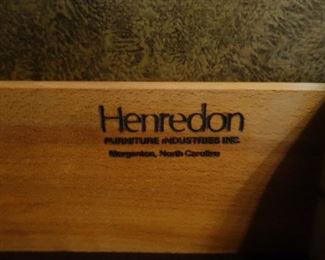 Henredon
FURNITURE INDUSTRIES INC.
Morganton, North Carolina